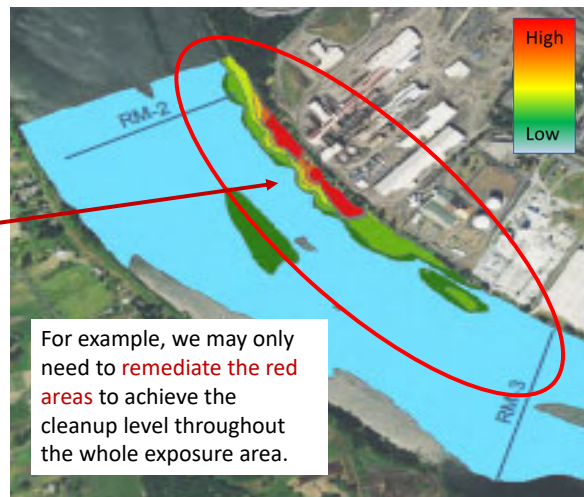 High
Low
RM-2
RM-3
For example, we may only
need to remediate the red
areas to achieve the
cleanup level throughout
the whole exposure area.